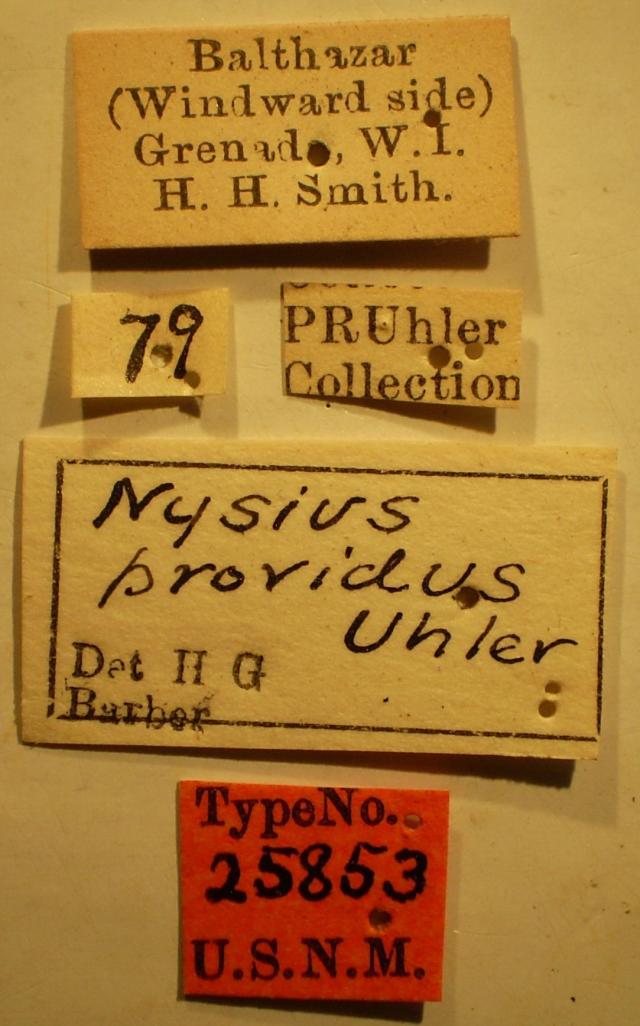 Balthazar
(Windward side)
Grenada, W. I.
H. H. Smith.
79
PRUhler
Collection
Nysius
providus
Uhler
Det H G
Barber
TypeNo.
25853
U.S.N.M.